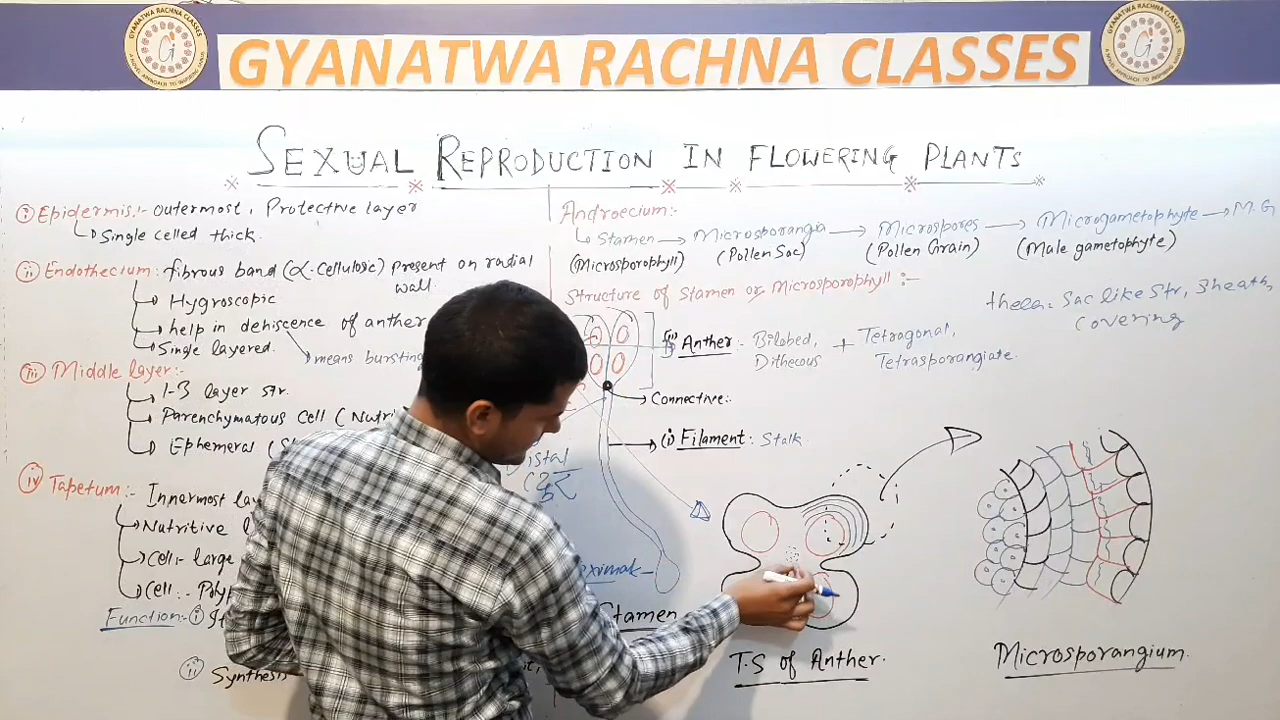 GYANATWA RACHNA CLASSES
SEXUAL REPRODUCTION IN FLOWERING PLANTS
(i) Epidermis:- Outermost, Protective layer
Single celled thick.
(ii) Endothecium: fibrous band (α-Cellulosic) Present on radial wall.
Hygroscopic
help in dehiscence of anther
means bursting
Single layered.
(iii) Middle layer:-
1-3 layer str.
Parenchymatous Cell (Nutri
Ephemeral (S
(iv) Tapetum:- Innermost la
Nutritive l
Cell:- large
Cell:- Poly
Function:- (i)
(ii) Synthesis
Androecium:-
Stamen → Microsporangia → Microspores → Microgametophyte → M.G
(Microsporophyll) (Pollen Sac) (Pollen Grain) (Male gametophyte)
Structure of Stamen or Microsporophyll :-
theca: Sac like Str, Sheath,
Covering
(ii) Anther :- Bilobed, Dithecous + Tetragonal, Tetrasporangiate.
Connective:-
(i) Filament: Stalk
istal
oximal
Stamen
T.S of Anther.
Microsporangium.